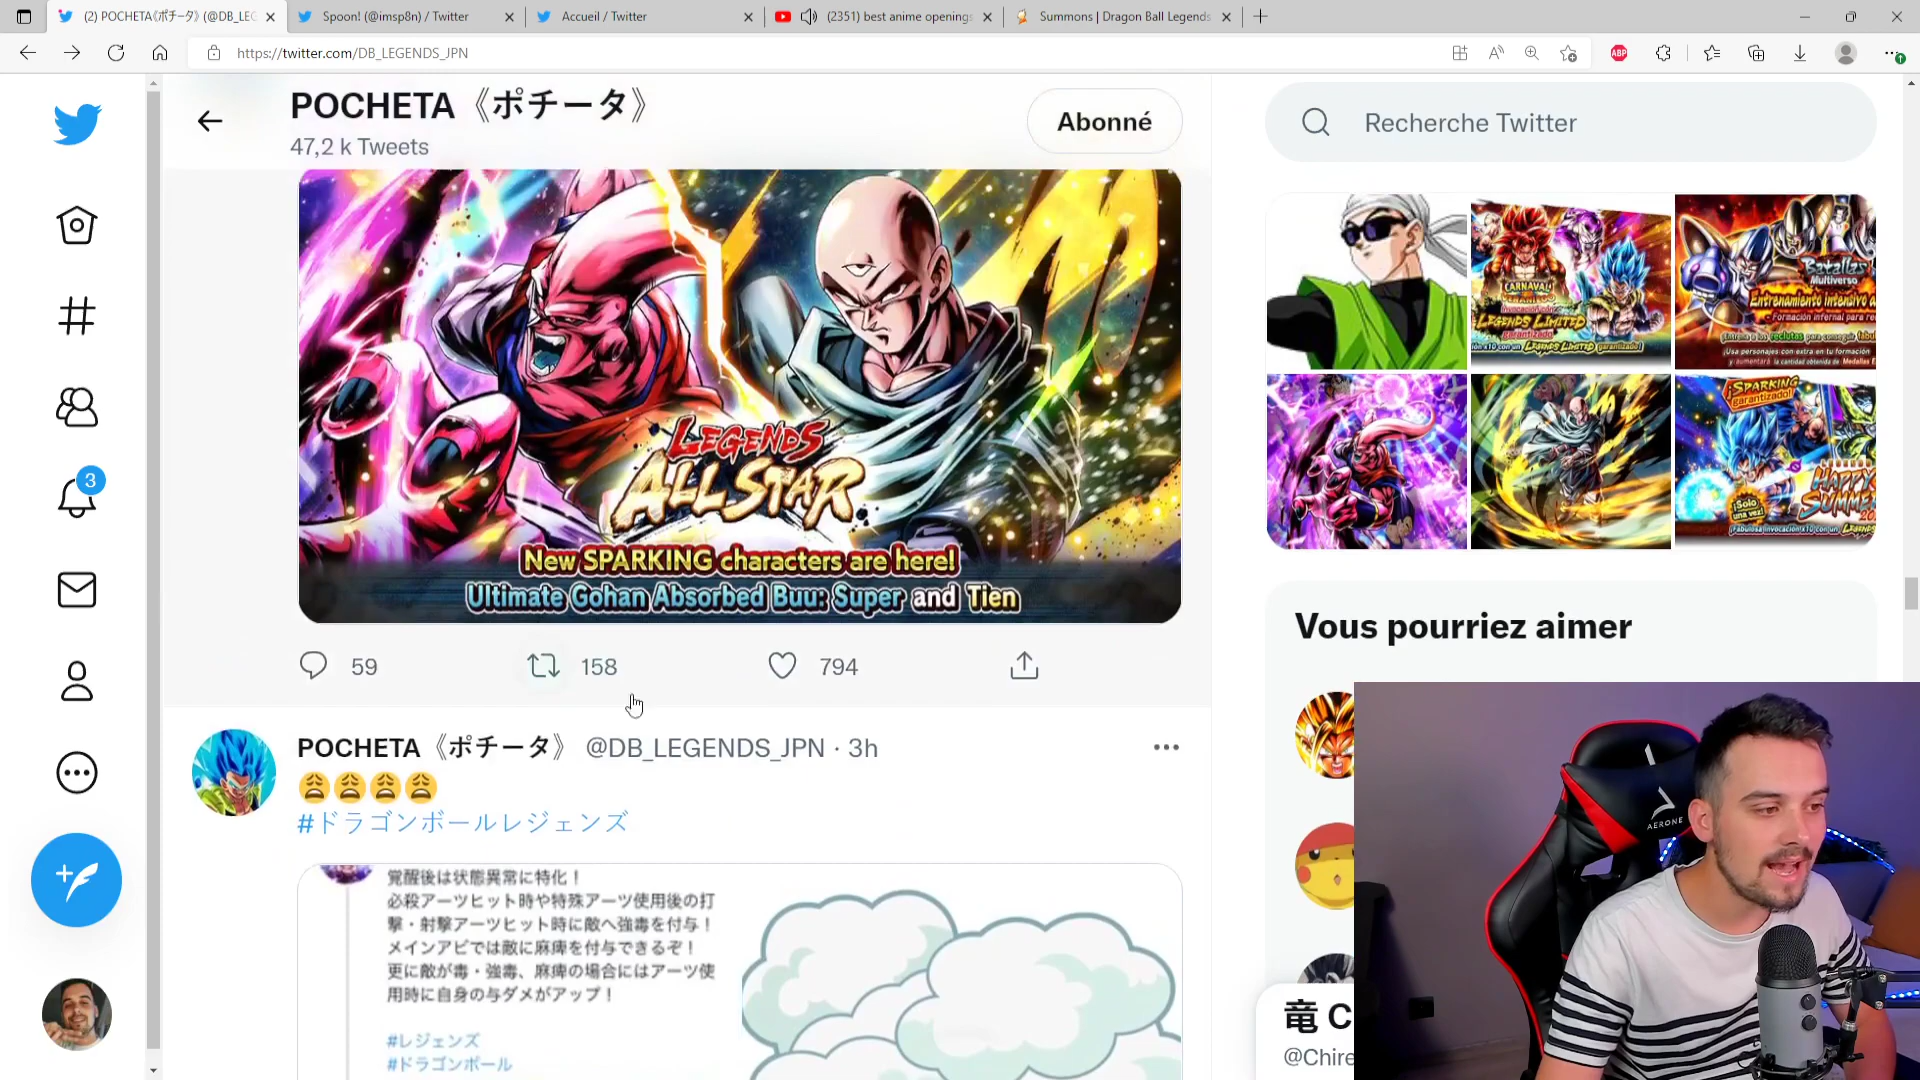 (2) POCHETA《ポチータ》(@DB_LEG
Spoon! (@imsp8n) / Twitter
Accueil / Twitter
(2351) best anime openings
Summons | Dragon Ball Legends
https://twitter.com/DB_LEGENDS_JPN
ABP
POCHETA《ポチータ》
47,2 k Tweets
Abonné
Recherche Twitter
LEGENDS
ALL STAR
New SPARKING characters are here!
Ultimate Gohan Absorbed Buu: Super and Tien
CARNAVAL
LEGENDS LIMITED
Batallas
Multiverso
Entrenamiento intensivo a
¡SPARKING
garantizado!
HAPPY
SUMMER
¡Solo
una vez!
3
59
158
794
Vous pourriez aimer
POCHETA《ポチータ》 @DB_LEGENDS_JPN · 3h
😩😩😩😩
#ドラゴンボールレジェンズ
覚醒後は状態異常に特化！
必殺アーツヒット時や特殊アーツ使用後の打
撃・射撃アーツヒット時に敵へ強毒を付与！
メインアビでは敵に麻痺を付与できるぞ！
更に敵が毒・強毒、麻痺の場合にはアーツ使
用時に自身の与ダメがアップ！
#レジェンズ
#ドラゴンボール
竜 C
@Chire
AERONE